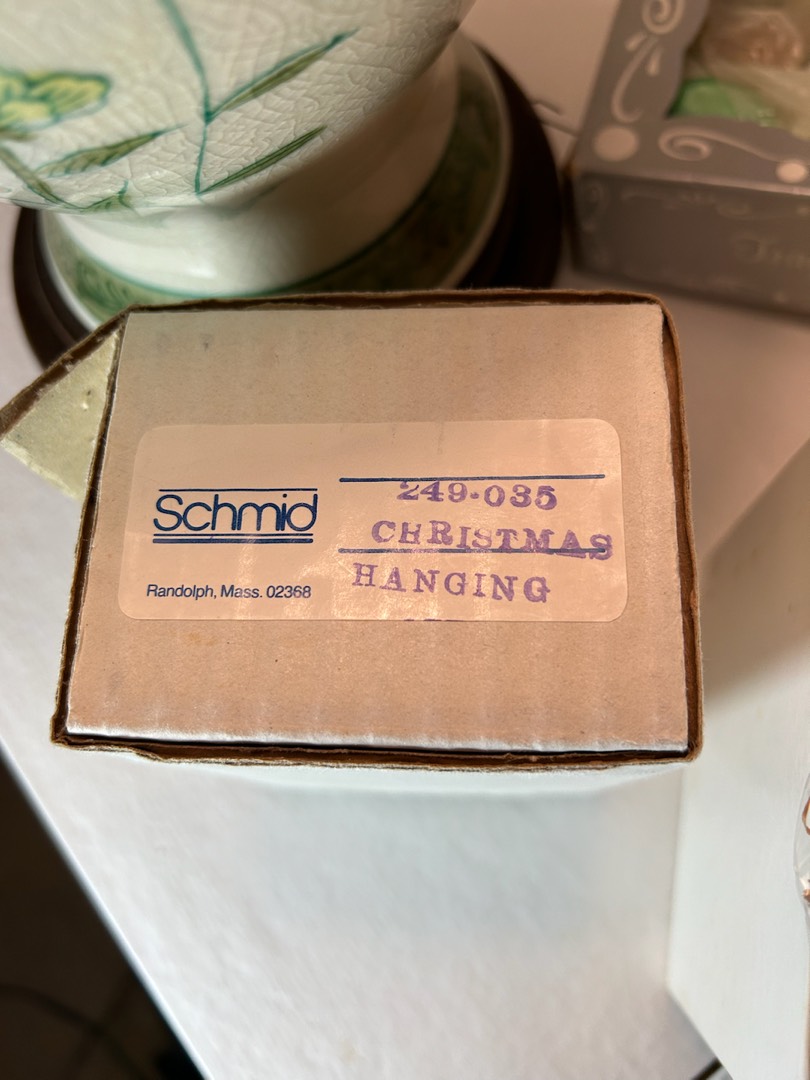 Schmid
Randolph, Mass. 02368
249-035
CHRISTMAS
HANGING